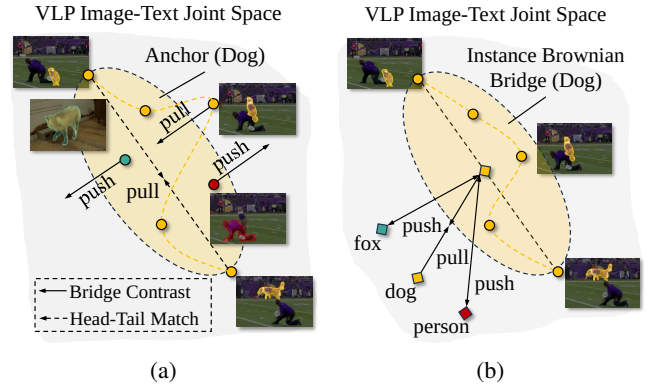 VLP Image-Text Joint Space
Anchor (Dog)
pull
push
push
pull
Bridge Contrast
Head-Tail Match
(a)
VLP Image-Text Joint Space
Instance Brownian
Bridge (Dog)
push
fox
pull
dog
push
person
(b)